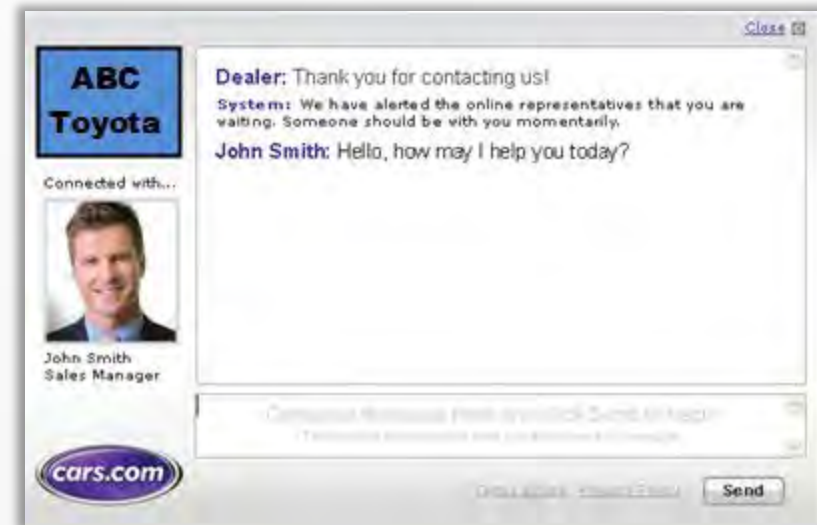 Close
ABC
Toyota
Dealer: Thank you for contacting us!
System: We have alerted the online representatives that you are
waiting. Someone should be with you momentarily.
John Smith: Hello, how may I help you today?
Connected with...
John Smith
Sales Manager
cars.com
Send